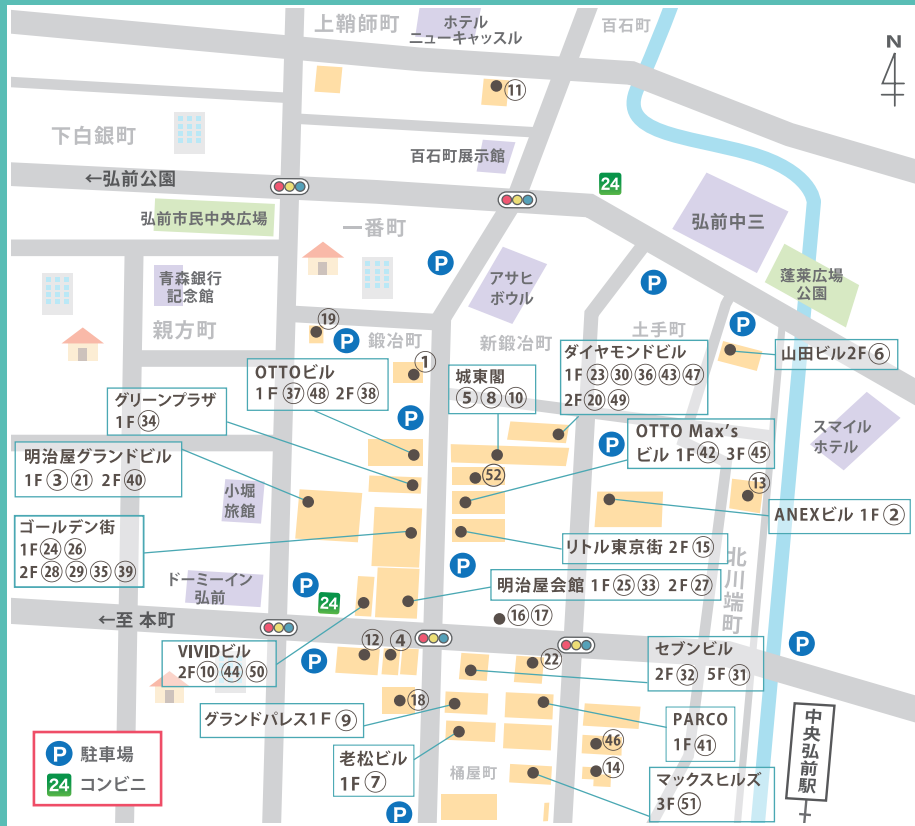 上鞘師町
ホテル
ニューキャッスル
百石町
N
⑪
下白銀町
百石町展示館
←弘前公園
24
弘前市民中央広場
一番町
弘前中三
P
アサヒ
ボウル
P
蓬莱広場
公園
青森銀行
記念館
親方町
⑲
P
鍛冶町
新鍛冶町
土手町
P
山田ビル2F⑥
①
OTTOビル
1F㊲㊽ 2F㊳
城東閣
⑤⑧⑩
ダイヤモンドビル
1F㉓㉚㊱㊸㊼
2F⑳㊾
グリーンプラザ
1F㉞
P
OTTO Max's
ビル 1F㊷ 3F㊺
P
スマイル
ホテル
明治屋グランドビル
1F③㉑ 2F㊵
小堀
旅館
52
⑬
ANEXビル 1F②
ゴールデン街
1F㉔㉖
2F㉘㉙㉟㊴
リトル東京街 2F⑮
北川端町
ドーミーイン
弘前
P
24
P
明治屋会館 1F㉕㉝ 2F㉗
←至 本町
⑯⑰
P
VIVIDビル
2F⑩㊹㊿
P
⑫
④
㉒
セブンビル
2F㉜ 5F㉛
⑱
グランドパレス1F⑨
PARCO
1F㊶
老松ビル
1F⑦
㊻
⑭
桶屋町
マックスヒルズ
3F51
中央弘前駅
P 駐車場
24 コンビニ
P